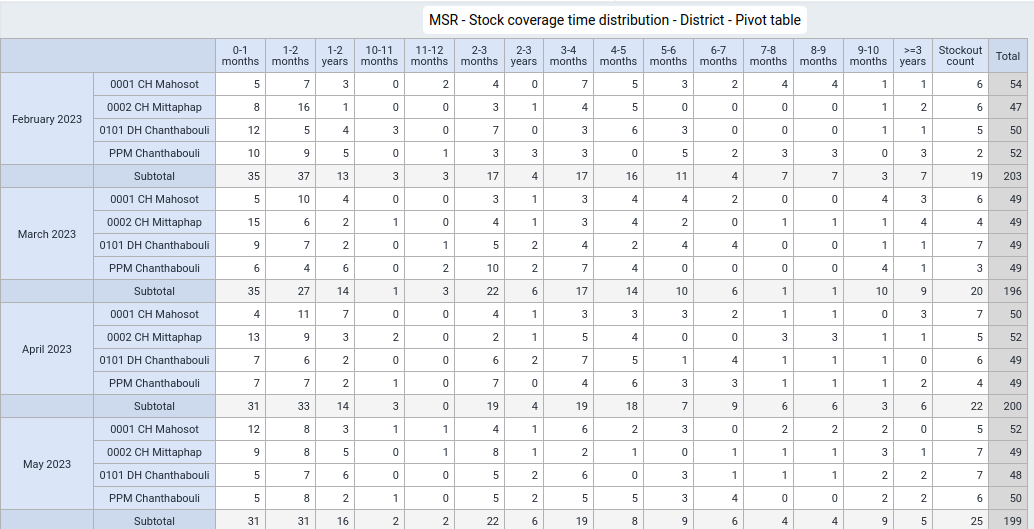 MSR - Stock coverage time distribution - District - Pivot table
0-1 months 1-2 months 1-2 years 10-11 months 11-12 months 2-3 months 2-3 years 3-4 months 4-5 months 5-6 months 6-7 months 7-8 months 8-9 months 9-10 months >=3 years Stockout count Total
February 2023 0001 CH Mahosot 5 7 3 0 2 4 0 7 5 3 2 4 4 1 1 6 54
0002 CH Mittaphap 8 16 1 0 0 3 1 4 5 0 0 0 0 1 2 6 47
0101 DH Chanthabouli 12 5 4 3 0 7 0 3 6 3 0 0 0 1 1 5 50
PPM Chanthabouli 10 9 5 0 1 3 3 3 0 5 2 3 3 0 3 2 52
Subtotal 35 37 13 3 3 17 4 17 16 11 4 7 7 3 7 19 203
March 2023 0001 CH Mahosot 5 10 4 0 0 3 1 3 4 4 2 0 0 4 3 6 49
0002 CH Mittaphap 15 6 2 1 0 4 1 3 4 2 0 1 1 1 4 4 49
0101 DH Chanthabouli 9 7 2 0 1 5 2 4 2 4 4 0 0 1 1 7 49
PPM Chanthabouli 6 4 6 0 2 10 2 7 4 0 0 0 0 4 1 3 49
Subtotal 35 27 14 1 3 22 6 17 14 10 6 1 1 10 9 20 196
April 2023 0001 CH Mahosot 4 11 7 0 0 4 1 3 3 3 2 1 1 0 3 7 50
0002 CH Mittaphap 13 9 3 2 0 2 1 5 4 0 0 3 3 1 1 5 52
0101 DH Chanthabouli 7 6 2 0 0 6 2 7 5 1 4 1 1 1 0 6 49
PPM Chanthabouli 7 7 2 1 0 7 0 4 6 3 3 1 1 1 2 4 49
Subtotal 31 33 14 3 0 19 4 19 18 7 9 6 6 3 6 22 200
May 2023 0001 CH Mahosot 12 8 3 1 1 4 1 6 2 3 0 2 2 2 0 5 52
0002 CH Mittaphap 9 8 5 0 1 8 1 2 1 0 1 1 1 3 1 7 49
0101 DH Chanthabouli 5 7 6 0 0 5 2 6 0 3 1 1 1 2 2 7 48
PPM Chanthabouli 5 8 2 1 0 5 2 5 5 3 4 0 0 2 2 6 50
Subtotal 31 31 16 2 2 22 6 19 8 9 6 4 4 9 5 25 199